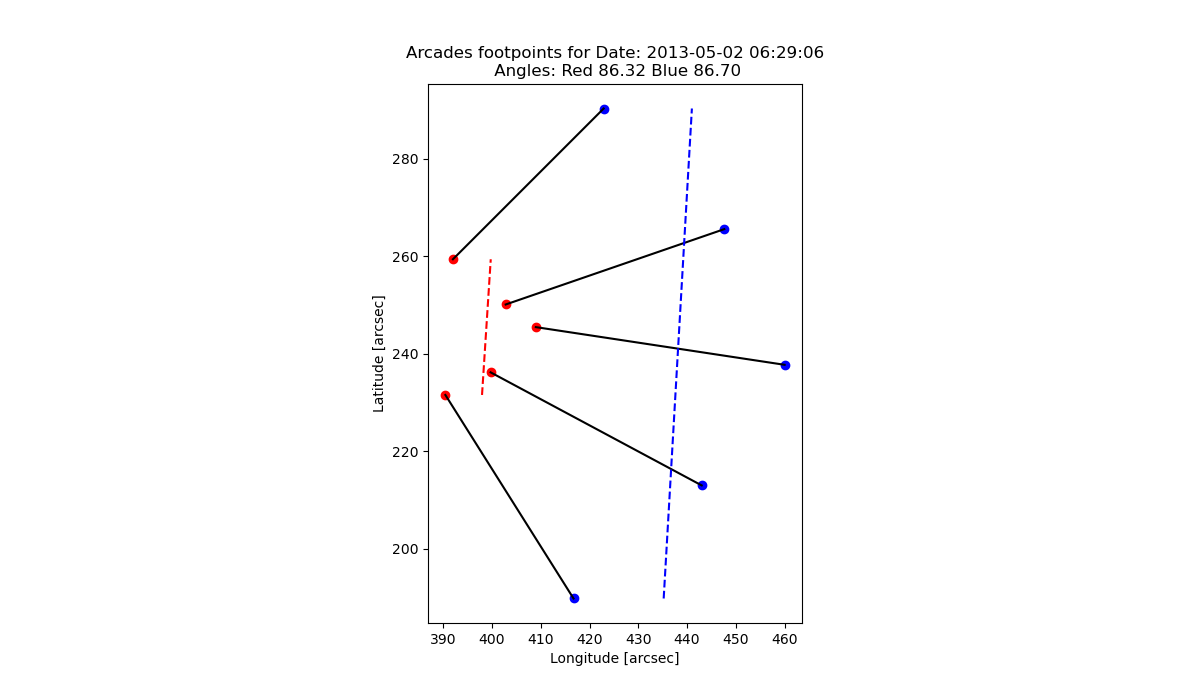 Arcades footpoints for Date: 2013-05-02 06:29:06
Angles: Red 86.32 Blue 86.70
Latitude [arcsec]
280
260
240
220
200
390 400 410 420 430 440 450 460
Longitude [arcsec]